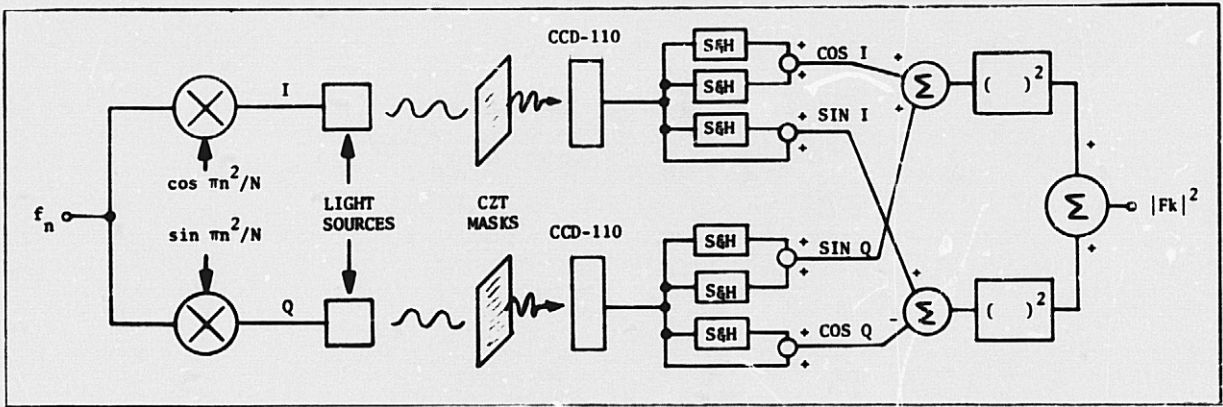 CCD-110
S&H
S&H
S&H
+
+
+
+
COS I
SIN I
+
+
Σ
( )²
I
cos πn²/N
fₙ
sin πn²/N
LIGHT
SOURCES
CZT
MASKS
+
Σ
|Fk|²
+
CCD-110
S&H
S&H
S&H
+
+
+
+
SIN Q
COS Q
+
-
Σ
( )²
Q